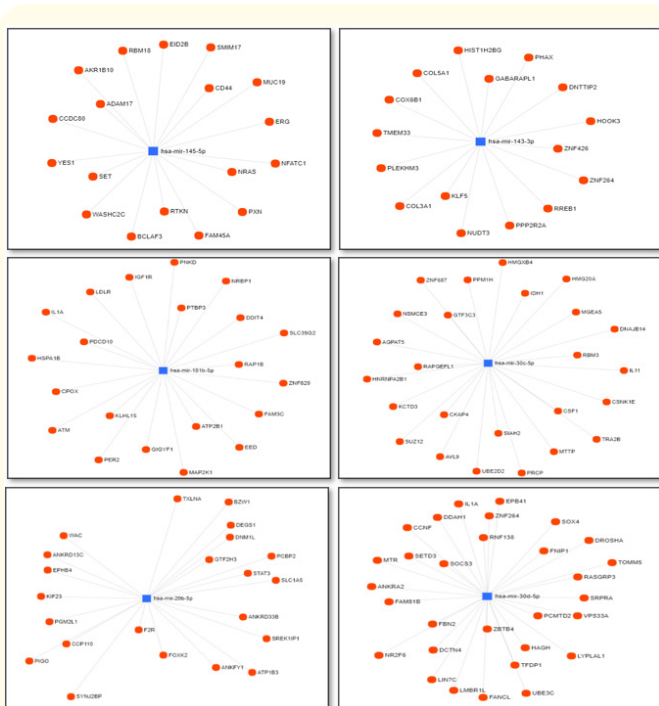 EID2B
RBM18
SMIM17
AKR1B10
MUC19
CD44
ADAM17
CCDC80
ERG
hsa-mir-145-5p
YES1
NFATC1
NRAS
SET
WASHC2C
RTKN
PXN
BCLAF3
FAM45A
HIST1H2BG
PHAX
COL5A1
GABARAPL1
DNTTIP2
COX6B1
HOOK3
TMEM33
hsa-mir-143-3p
ZNF426
PLEKHM3
ZNF264
KLF5
COL3A1
RREB1
PPP2R2A
NUDT3
PNKD
IGF1R
NRBP1
LDLR
PTBP3
IL1A
DDIT4
SLC39G2
PDCD10
HSPA1B
RAP1B
ZNF629
CPOX
KLHL15
FAM3C
ATP2B1
ATM
GIGYF1
EED
PER2
MAP2K1
HMGXB4
ZNF687
PPM1H
HMG20A
IDH1
NSMCE3
GTF3C3
MGEA5
DNAJB14
AGPAT5
RBM3
hsa-mir-30c-5p
RAPGEFL1
IL11
HNRNPA2B1
CSNK1E
KCTD3
CKAP4
CSF1
SIAH2
TRA2B
SUZ12
MTTP
AVL9
UBE2D2
PRCP
TXLNA
BZW1
DEGS1
WAC
DNM1L
ANKRD13C
GTF2H3
PCBP2
EPHB4
STAT3
SLC1A5
KIF23
hsa-mir-29b-5p
PGM2L1
ANKRD33B
F2R
SREK1IP1
CCP110
FOXK2
PIGO
ANKFY1
ATP1B3
SYNJ2BP
IL1A
EPB41
DDAH1
ZNF264
CCNF
SOX4
RNF138
DROSHA
SETD3
FNIP1
MTR
SOCS3
TOMM5
RASGRP3
ANKRA2
hsa-mir-30d-5p
SRPRA
FAM91B
PCMTD2
VPS33A
FBN2
ZBTB4
DCTN4
HAGH
NR2F6
LYPLAL1
TFDP1
LIN7C
LMBR1L
UBE3C
FANCL